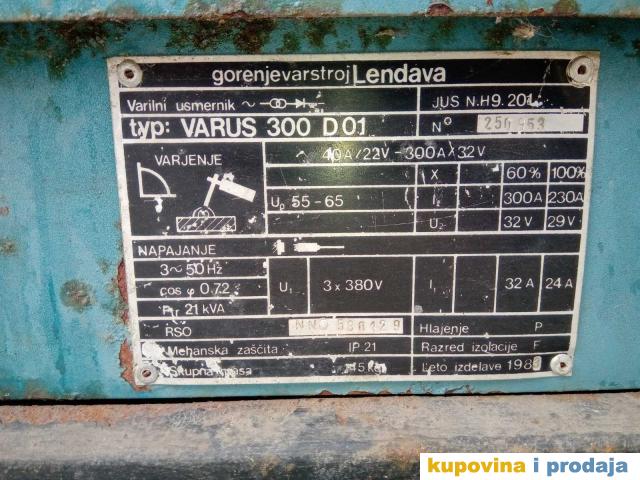 gorenjevarstroj Lendava
Varilni usmernik 3~ JUS N.H9.201
typ: VARUS 300 D01 Nº
VARJENJE 40A/22V - 300A/32V
X 60% 100%
U₀ 55-65 I₂ 300A 230A
U₂ 32V 29V
NAPAJANJE
3~50 Hz
cos φ 0.72 U₁ 3 x 380V I₁ 32 A 24 A
21 kVA
RSO Hlajenje P
Mehanska zaščita IP 21 Razred izolacije F
Skupna masa Leto izdelave
kupovina i prodaja